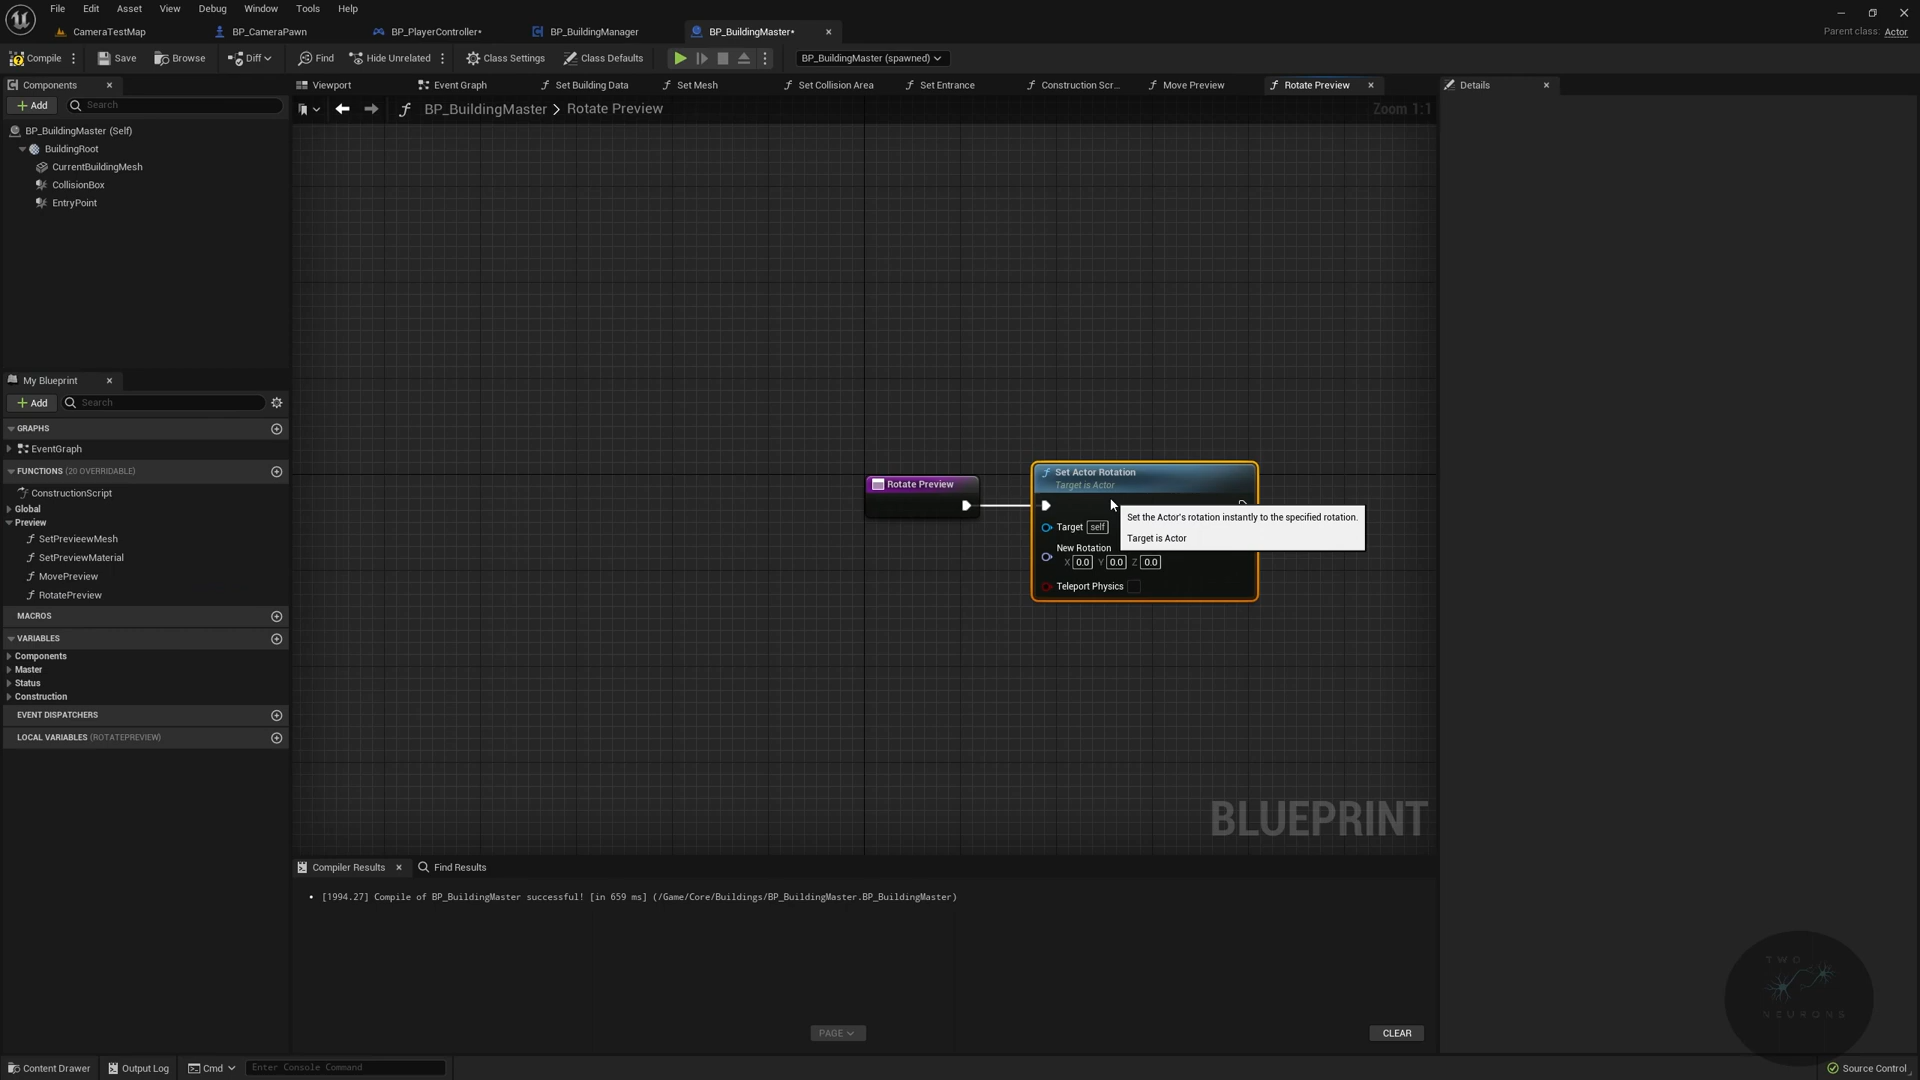 File Edit Asset View Debug Window Tools Help
CameraTestMap BP_CameraPawn BP_PlayerController* BP_BuildingManager BP_BuildingMaster*
Parent class: Actor
Compile Save Browse Diff Find Hide Unrelated Class Settings Class Defaults BP_BuildingMaster (spawned)
Components
Viewport Event Graph Set Building Data Set Mesh Set Collision Area Set Entrance Construction Scr... Move Preview Rotate Preview
Details
Add Search
BP_BuildingMaster > Rotate Preview
Zoom 1:1
BP_BuildingMaster (Self)
BuildingRoot
CurrentBuildingMesh
CollisionBox
EntryPoint
My Blueprint
Add Search
GRAPHS
EventGraph
FUNCTIONS (20 OVERRIDABLE)
ConstructionScript
Global
Preview
SetPrevieewMesh
SetPreviewMaterial
MovePreview
RotatePreview
MACROS
VARIABLES
Components
Master
Status
Construction
EVENT DISPATCHERS
LOCAL VARIABLES (ROTATEPREVIEW)
Rotate Preview
Set Actor Rotation
Target is Actor
Target self
New Rotation
X 0.0 Y 0.0 Z 0.0
Teleport Physics
Set the Actor's rotation instantly to the specified rotation.
Target is Actor
BLUEPRINT
Compiler Results Find Results
[1994.27] Compile of BP_BuildingMaster successful! [in 659 ms] (/Game/Core/Buildings/BP_BuildingMaster.BP_BuildingMaster)
TWO
NEURONS
PAGE
CLEAR
Content Drawer Output Log Cmd Enter Console Command
Source Control